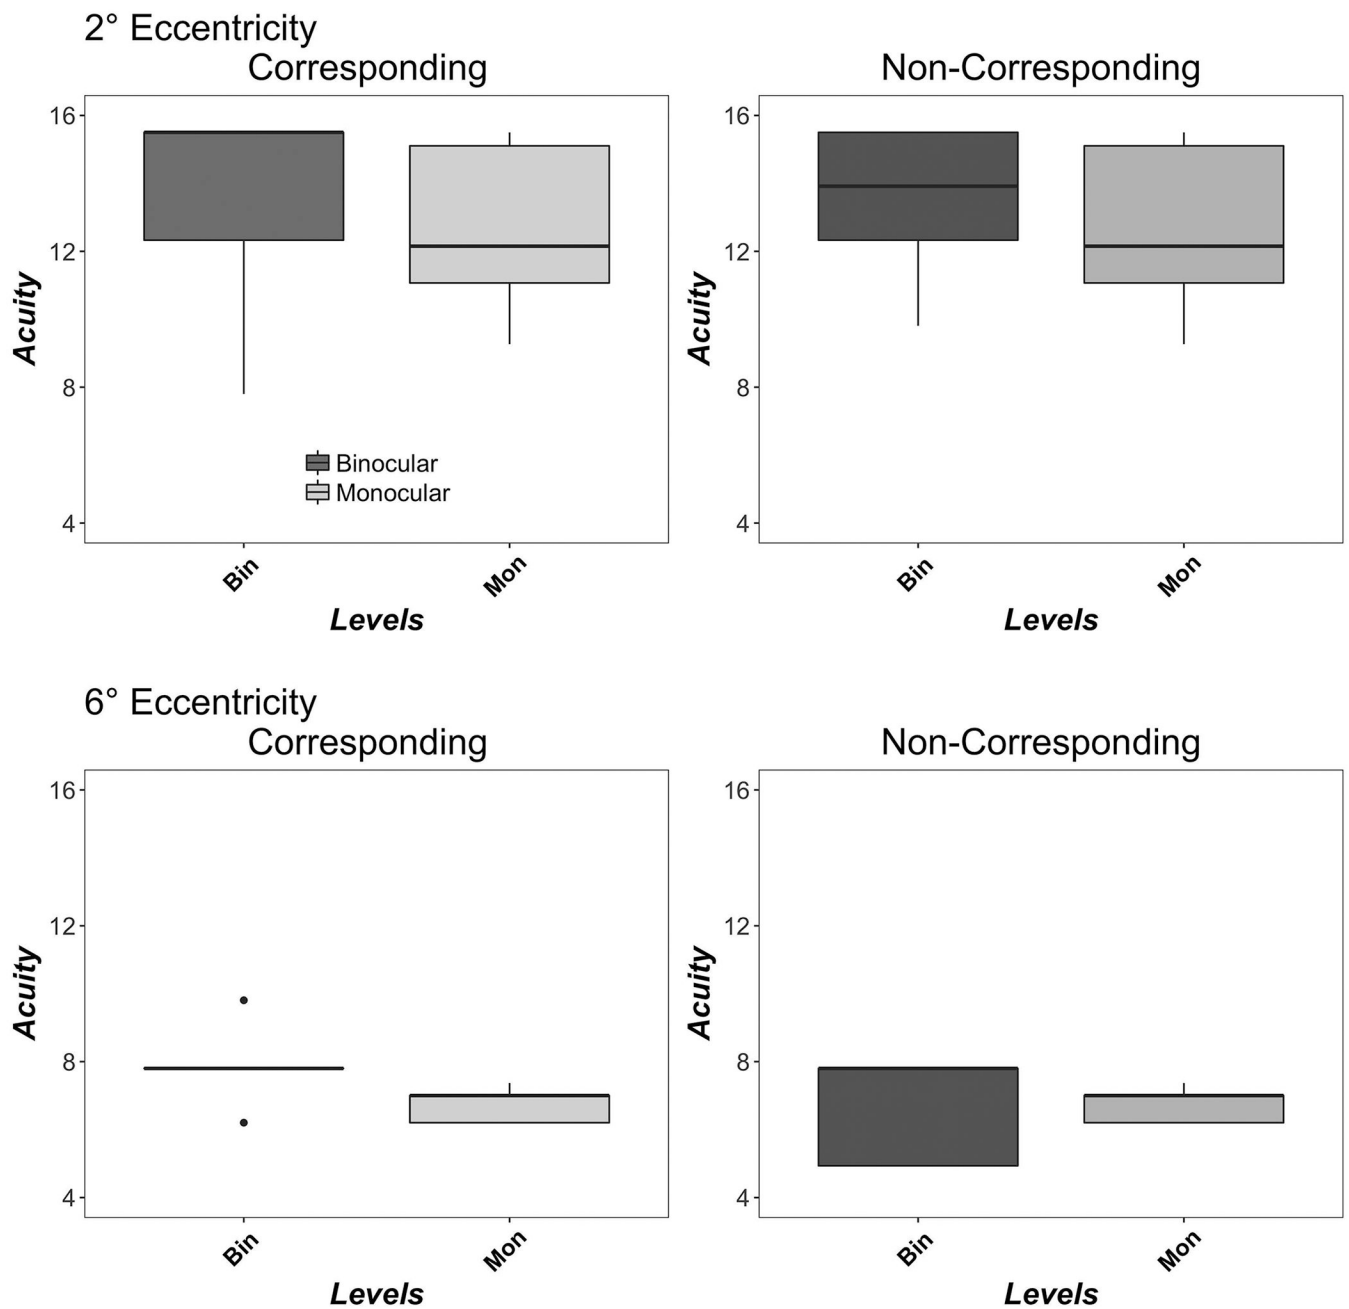 2° Eccentricity
Corresponding
Non-Corresponding
16
12
8
4
Acuity
Binocular
Monocular
Bin
Mon
Levels
16
12
8
4
Acuity
Bin
Mon
Levels
6° Eccentricity
Corresponding
Non-Corresponding
16
12
8
4
Acuity
Bin
Mon
Levels
16
12
8
4
Acuity
Bin
Mon
Levels